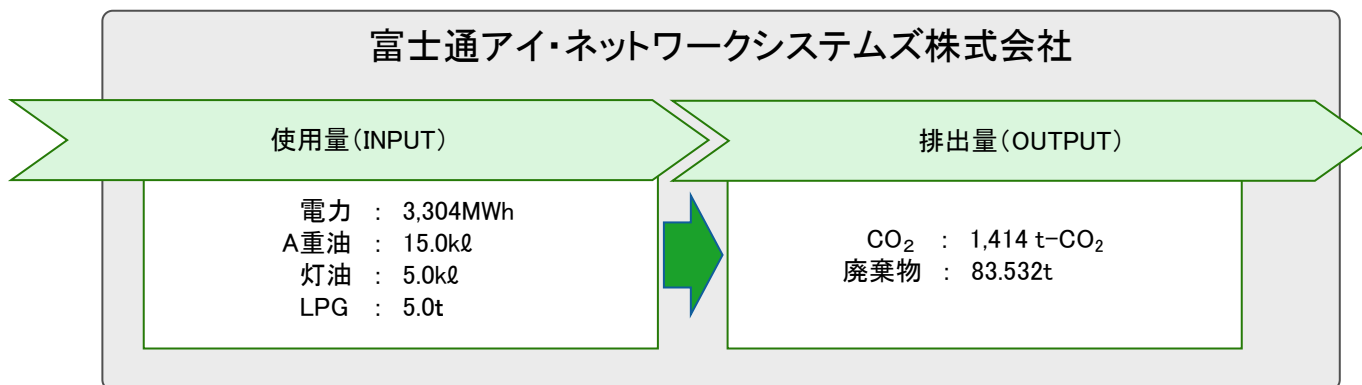 富士通アイ・ネットワークシステムズ株式会社
使用量(INPUT)
排出量(OUTPUT)
電力 : 3,304MWh
A重油 : 15.0kℓ
灯油 : 5.0kℓ
LPG : 5.0t
CO₂ : 1,414 t-CO₂
廃棄物 : 83.532t